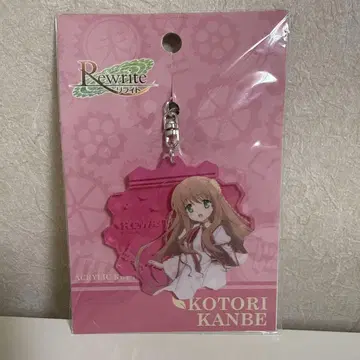 Rewrite
リライト
Rewrite
ACRYLIC
KOTORI
KANBE